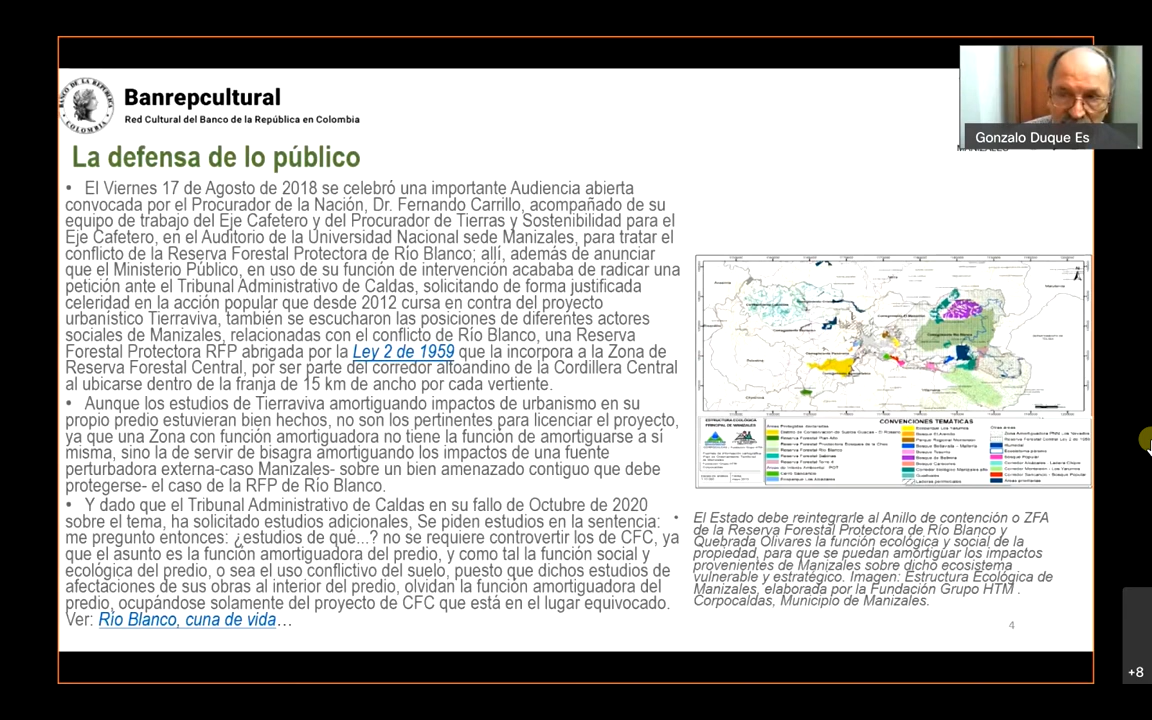 BANCO DE LA REPÚBLICA
COLOMBIA
Banrepcultural
Red Cultural del Banco de la República en Colombia
Gonzalo Duque Es
La defensa de lo público
• El Viernes 17 de Agosto de 2018 se celebró una importante Audiencia abierta
convocada por el Procurador de la Nación, Dr. Fernando Carrillo, acompañado de su
equipo de trabajo del Eje Cafetero y del Procurador de Tierras y Sostenibilidad para el
Eje Cafetero, en el Auditorio de la Universidad Nacional sede Manizales, para tratar el
conflicto de la Reserva Forestal Protectora de Río Blanco; allí, además de anunciar
que el Ministerio Público, en uso de su función de intervención acababa de radicar una
petición ante el Tribunal Administrativo de Caldas, solicitando de forma justificada
celeridad en la acción popular que desde 2012 cursa en contra del proyecto
urbanístico Tierraviva, también se escucharon las posiciones de diferentes actores
sociales de Manizales, relacionadas con el conflicto de Río Blanco, una Reserva
Forestal Protectora RFP abrigada por la Ley 2 de 1959 que la incorpora a la Zona de
Reserva Forestal Central, por ser parte del corredor altoandino de la Cordillera Central
al ubicarse dentro de la franja de 15 km de ancho por cada vertiente.
• Aunque los estudios de Tierraviva amortiguando impactos de urbanismo en su
propio predio estuvieran bien hechos, no son los pertinentes para licenciar el proyecto,
ya que una Zona con función amortiguadora no tiene la función de amortiguarse a sí
misma, sino la de servir de bisagra amortiguando los impactos de una fuente
perturbadora externa-caso Manizales- sobre un bien amenazado contiguo que debe
protegerse- el caso de la RFP de Río Blanco.
• Y dado que el Tribunal Administrativo de Caldas en su fallo de Octubre de 2020
sobre el tema, ha solicitado estudios adicionales, Se piden estudios en la sentencia:
me pregunto entonces: ¿estudios de qué...? no se requiere controvertir los de CFC, ya
que el asunto es la función amortiguadora del predio, y como tal la función social y
ecológica del predio, o sea el uso conflictivo del suelo, puesto que dichos estudios de
afectaciones de sus obras al interior del predio, olvidan la función amortiguadora del
predio, ocupándose solamente del proyecto de CFC que está en el lugar equivocado.
Ver: Río Blanco, cuna de vida…
CONVENCIONES TEMÁTICAS
ESTRUCTURA ECOLÓGICA
PRINCIPAL DE MANIZALES
• El Estado debe reintegrarle al Anillo de contención o ZFA
de la Reserva Forestal Protectora de Río Blanco y
Quebrada Olivares la función ecológica y social de la
propiedad, para que se puedan amortiguar los impactos
provenientes de Manizales sobre dicho ecosistema
vulnerable y estratégico. Imagen: Estructura Ecológica de
Manizales, elaborada por la Fundación Grupo HTM .
Corpocaldas, Municipio de Manizales.
4
+8